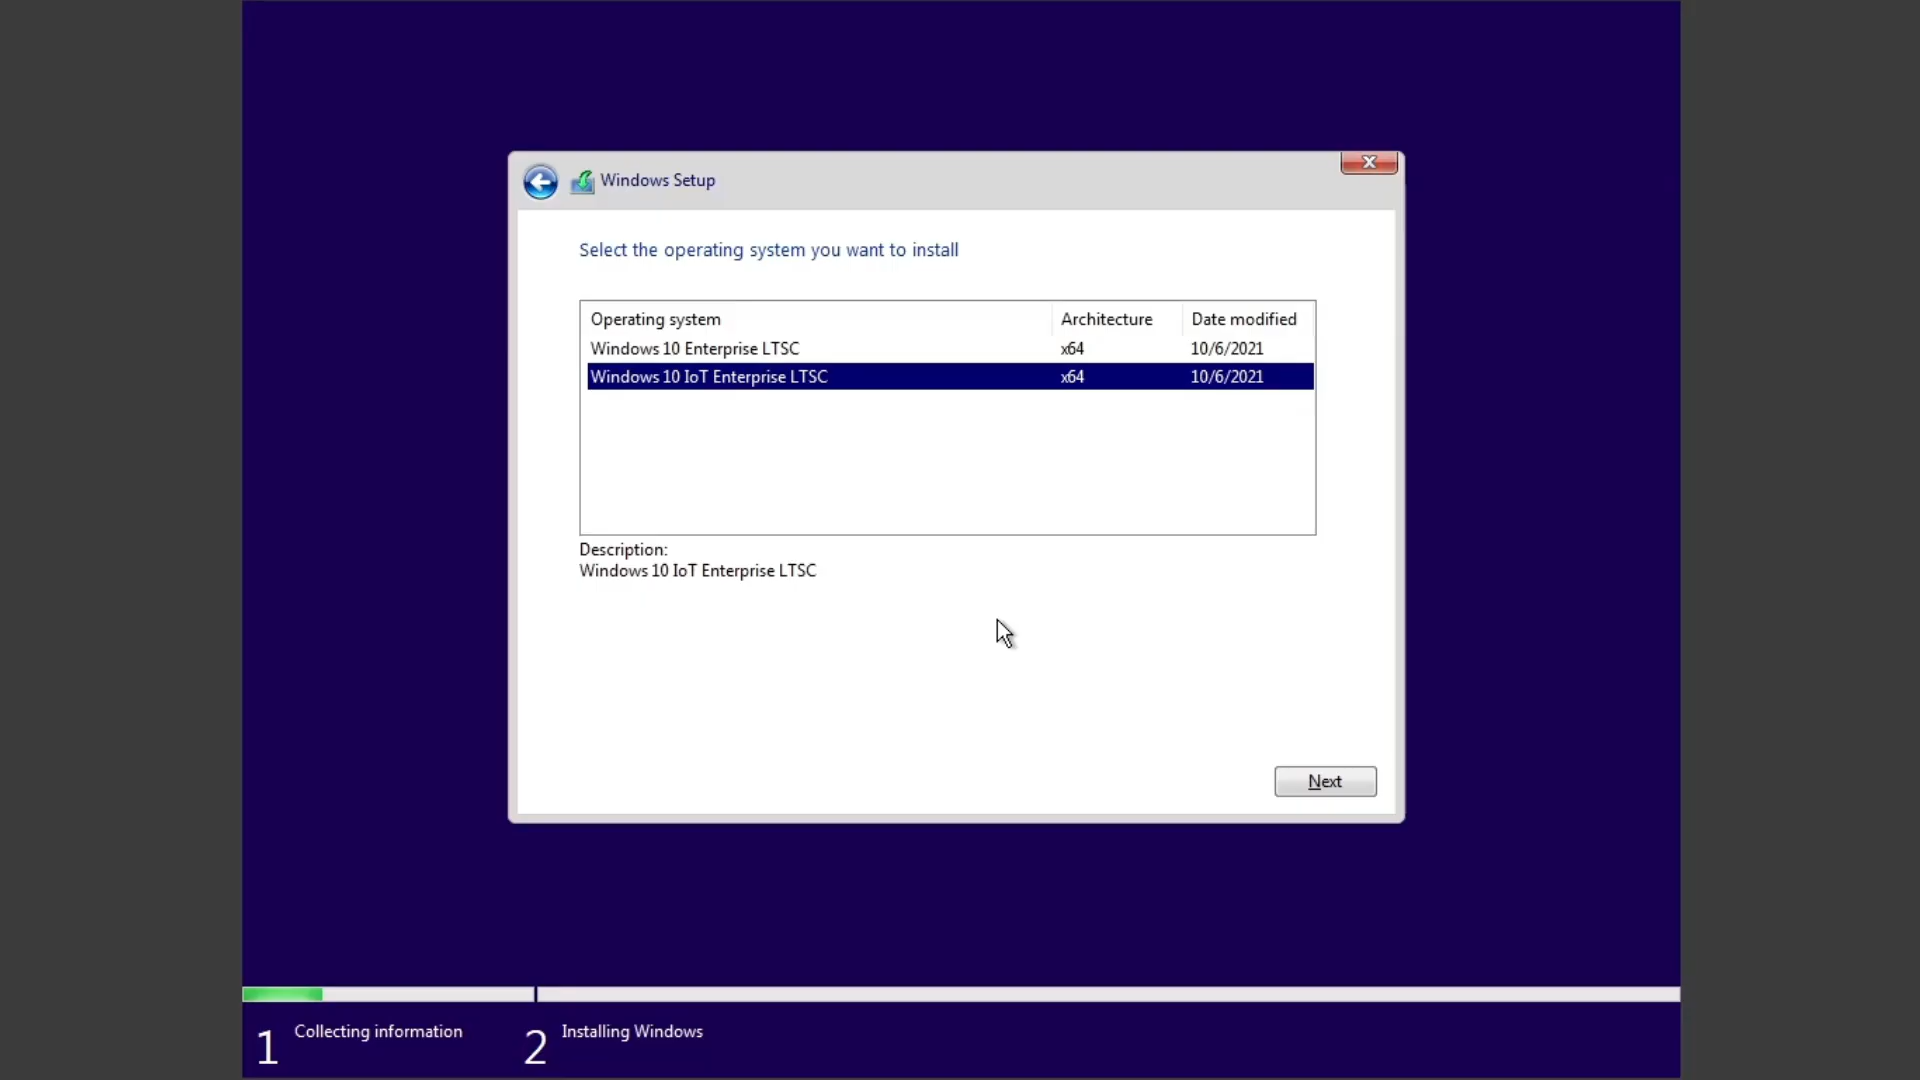 Windows Setup
Select the operating system you want to install
Operating system Architecture Date modified
Windows 10 Enterprise LTSC x64 10/6/2021
Windows 10 IoT Enterprise LTSC x64 10/6/2021
Description:
Windows 10 IoT Enterprise LTSC
Next
1 Collecting information 2 Installing Windows